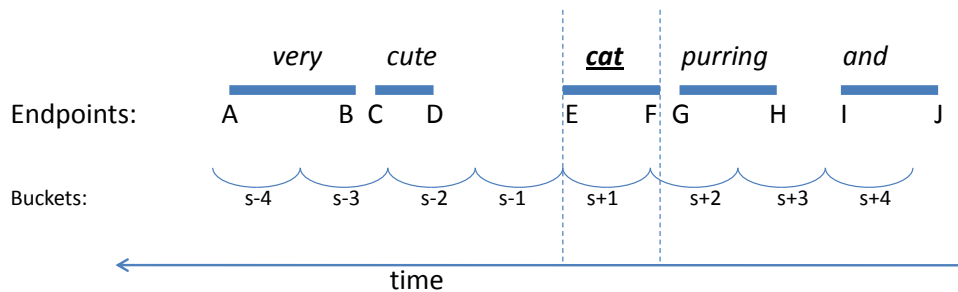 very cute cat purring and
Endpoints: A B C D E F G H I J
Buckets: s-4 s-3 s-2 s-1 s+1 s+2 s+3 s+4
time